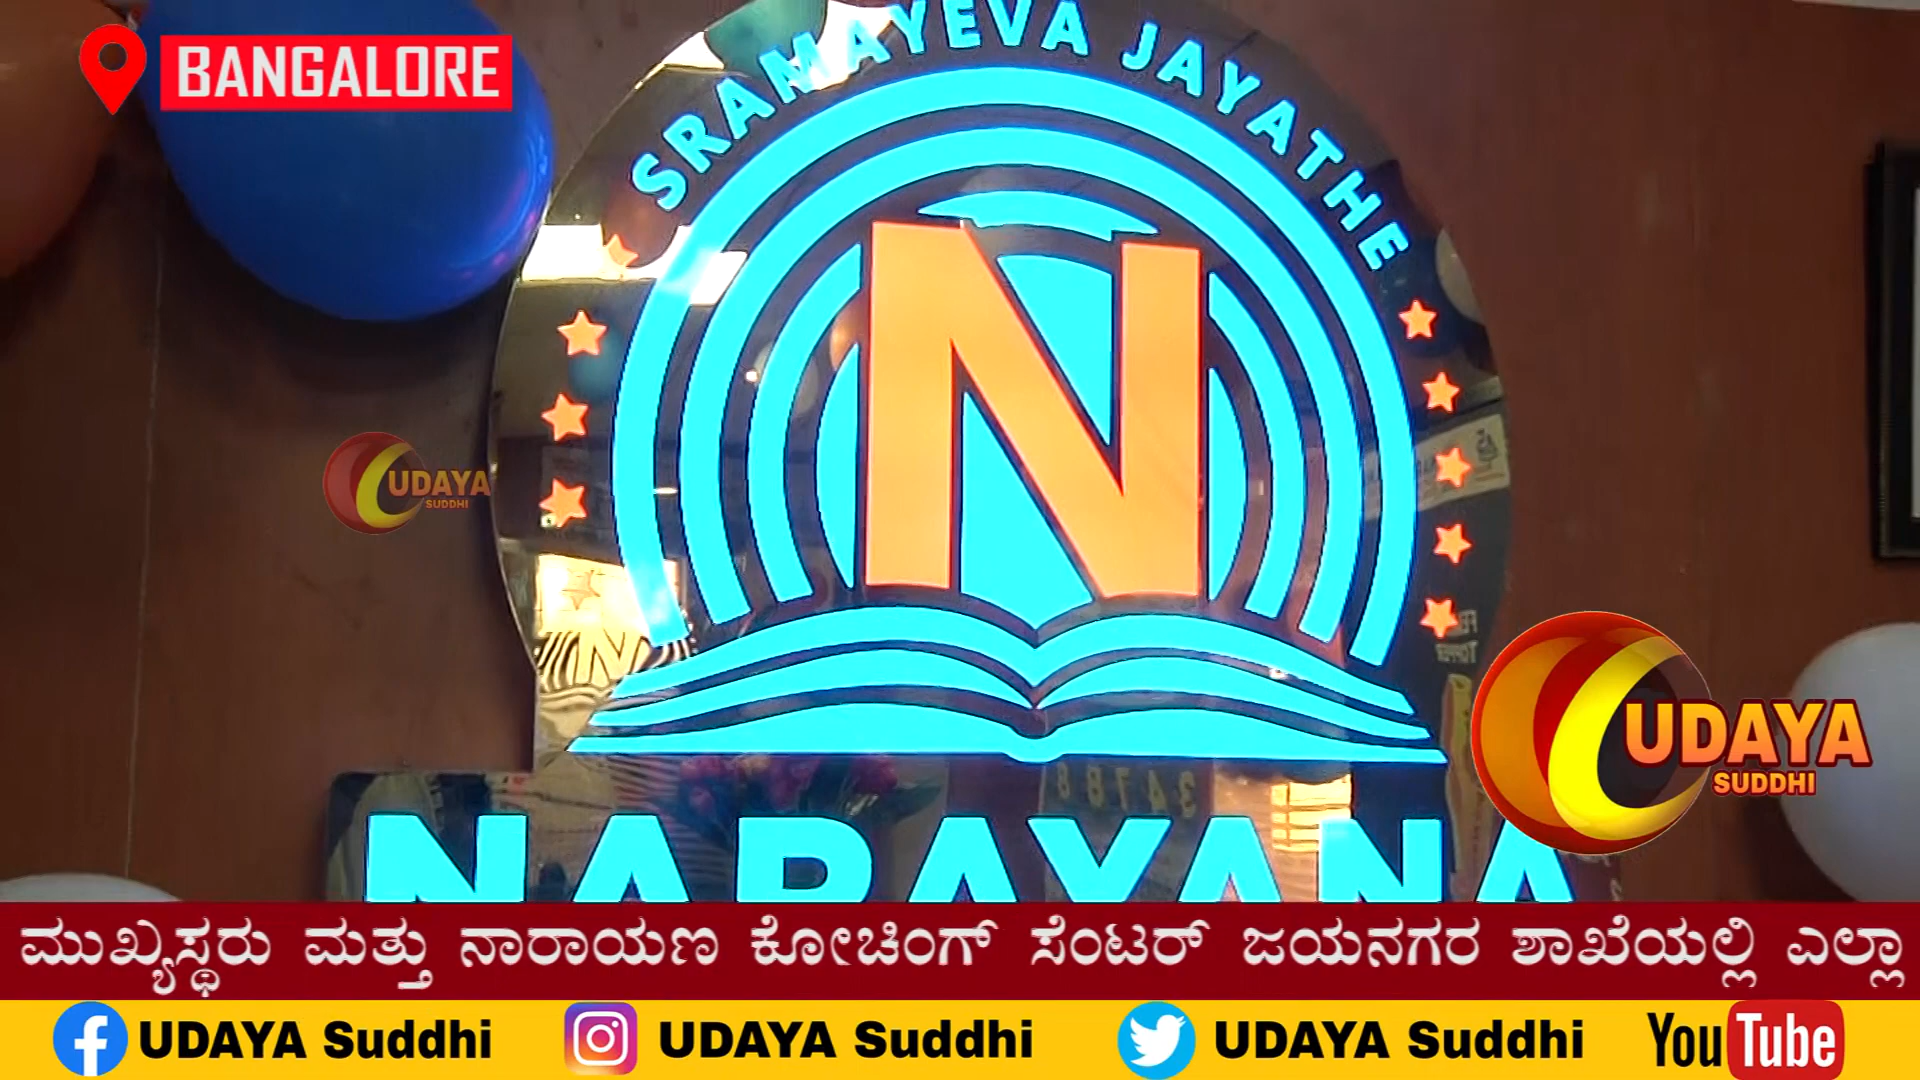 BANGALORE
SRAMAYEVA JAYATHE
N
UDAYA
SUDDHI
UDAYA
SUDDHI
NARAYANA
ಮುಖ್ಯಸ್ಥರು ಮತ್ತು ನಾರಾಯಣ ಕೋಚಿಂಗ್ ಸೆಂಟರ್ ಜಯನಗರ ಶಾಖೆಯಲ್ಲಿ ಎಲ್ಲಾ
UDAYA Suddhi UDAYA Suddhi UDAYA Suddhi YouTube